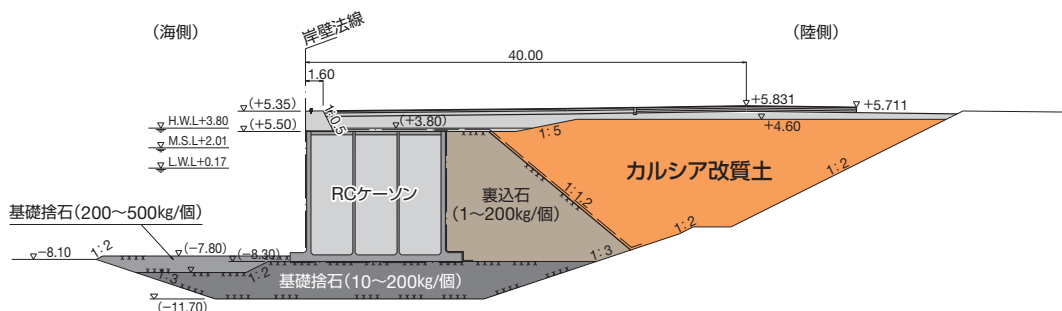 (海側)
岸壁法線
(陸側)
40.00
1.60
(+5.35)
1:0.5
+5.831
+5.711
H.W.L+3.80
(+5.50)
(+3.80)
1:5
+4.60
M.S.L+2.01
L.W.L+0.17
RCケーソン
裏込石
(1〜200kg/個)
カルシア改質土
1:1.2
1:2
1:2
1:3
基礎捨石(200〜500kg/個)
-8.10
1:2
(-7.80)
(-8.30)
1:3
1:2
基礎捨石(10〜200kg/個)
(-11.70)